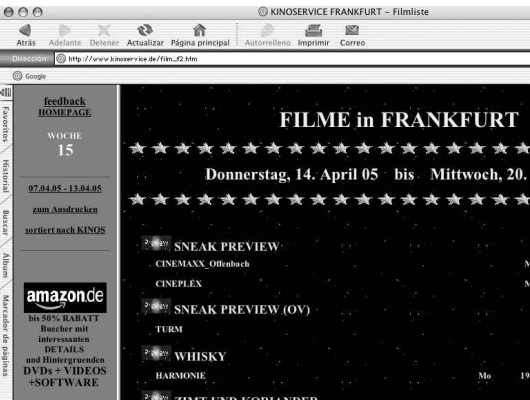 KINOSERVICE FRANKFURT – Filmliste
Atrás Adelante Detener Actualizar Página principal Autorrelleno Imprimir Correo
Dirección: http://www.kinoservice.de/film_f2.htm
Google
Favoritos
Historial
Buscar
Álbum
Marcador de páginas
feedback
HOMEPAGE
WOCHE
15
07.04.05 - 13.04.05
zum Ausdrucken
sortiert nach KINOS
amazon.de
bis 50% RABATT
Buecher mit
interessanten
DETAILS
und Hintergruenden
DVDs + VIDEOS
+SOFTWARE
FILME in FRANKFURT
Donnerstag, 14. April 05 bis Mittwoch, 20.
SNEAK PREVIEW
CINEMAXX_Offenbach
CINEPLEX
SNEAK PREVIEW (OV)
TURM
WHISKY
HARMONIE Mo 19
ZIMT UND KORIANDER